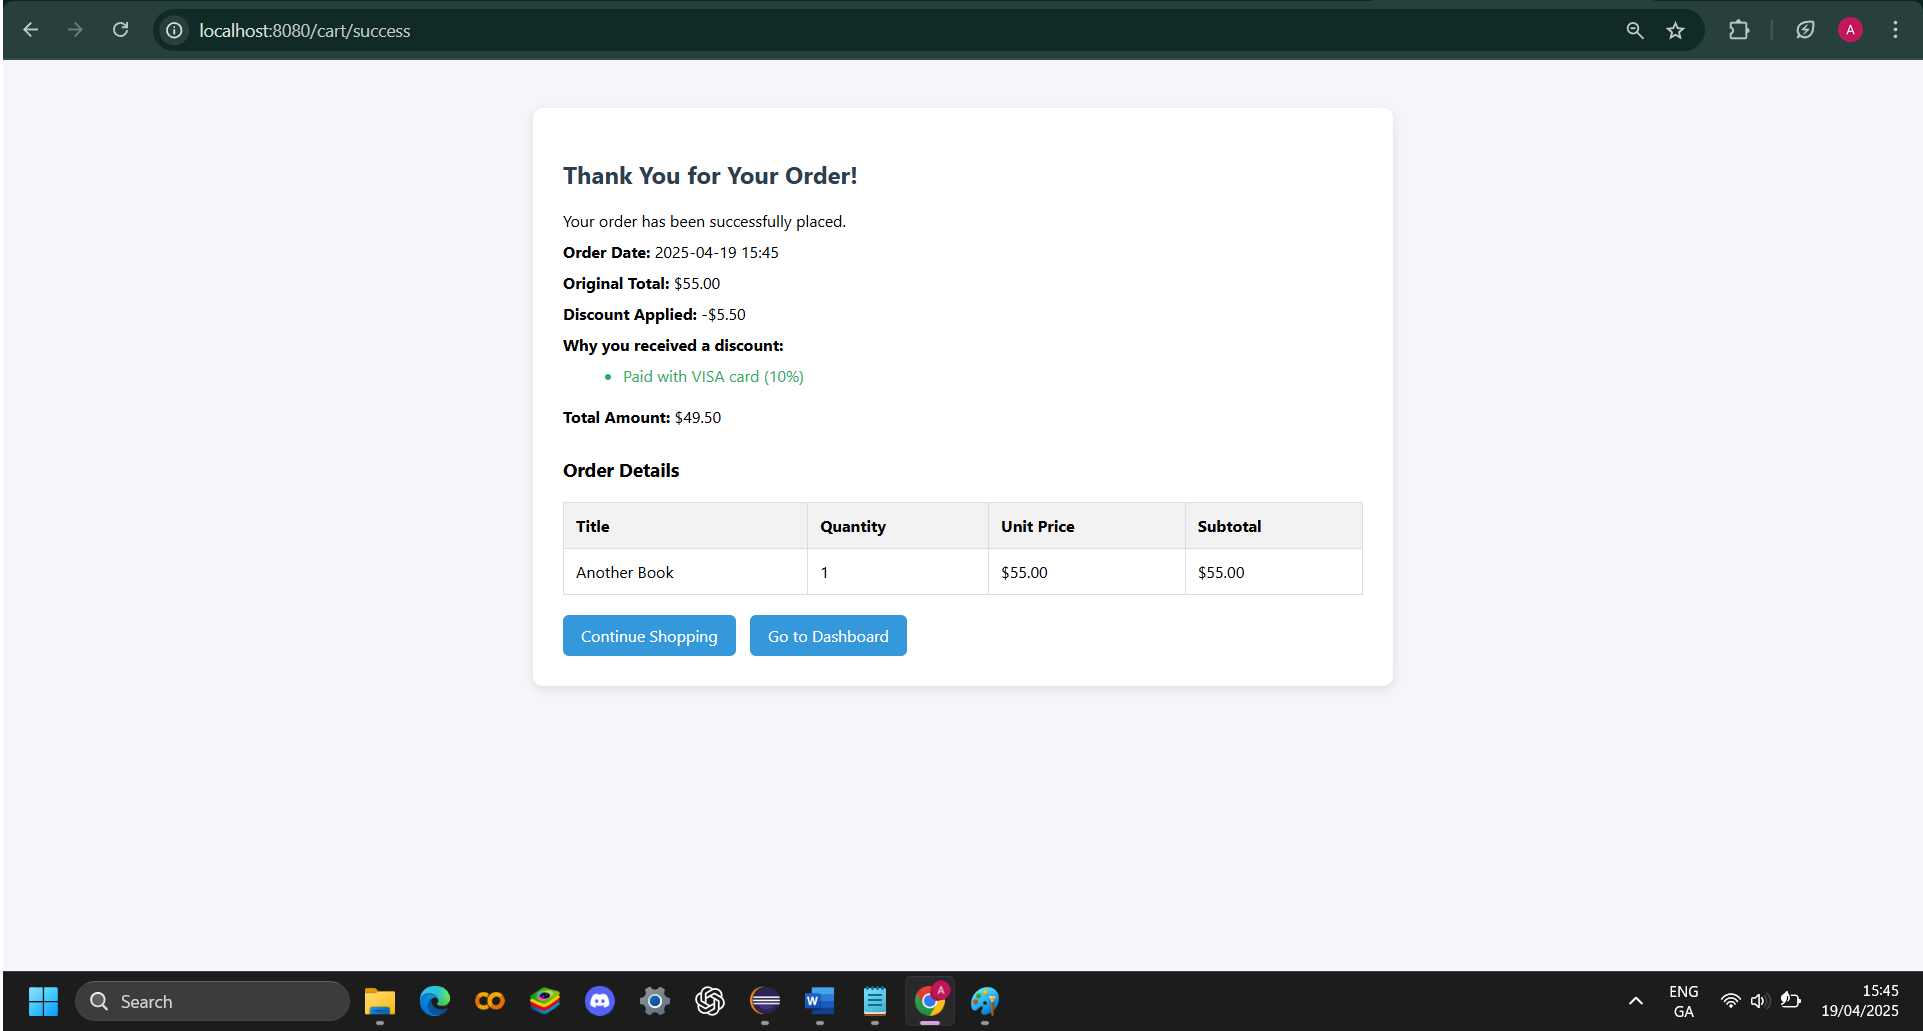 localhost:8080/cart/success
A
Thank You for Your Order!
Your order has been successfully placed.
Order Date: 2025-04-19 15:45
Original Total: $55.00
Discount Applied: -$5.50
Why you received a discount:
• Paid with VISA card (10%)
Total Amount: $49.50
Order Details
Title Quantity Unit Price Subtotal
Another Book 1 $55.00 $55.00
Continue Shopping Go to Dashboard
Search
W
A
ENG
GA
15:45
19/04/2025